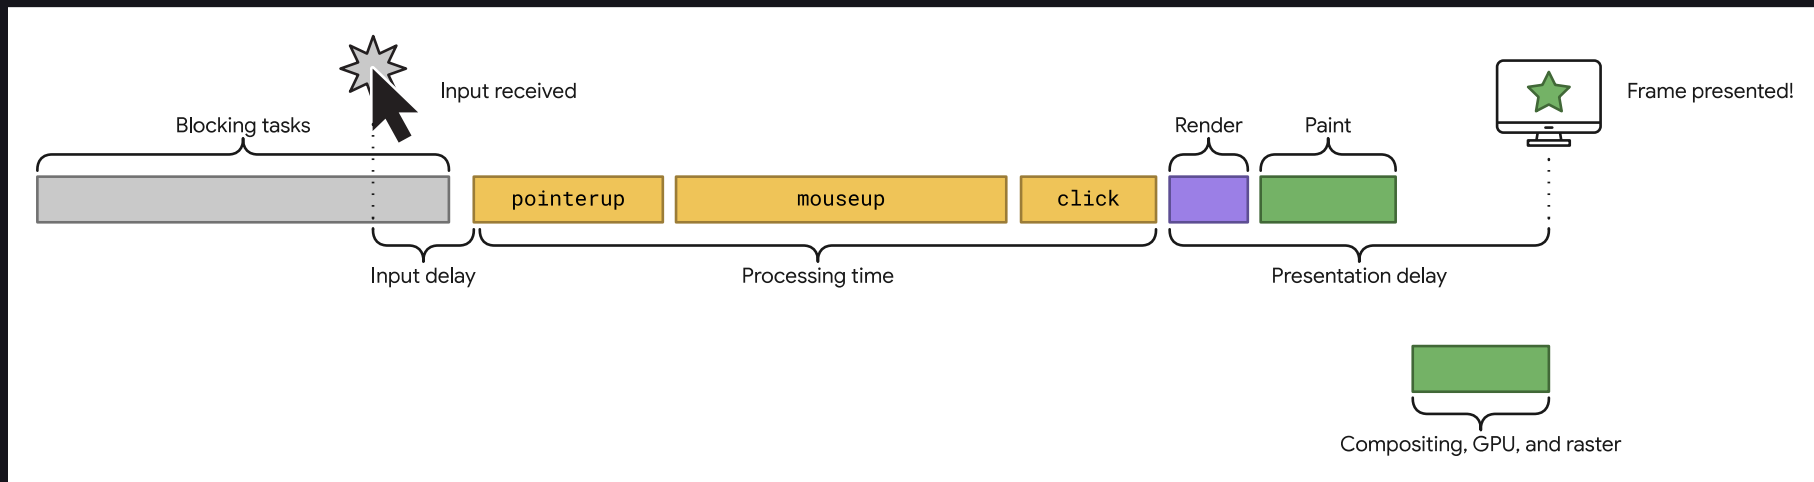 Input received
Frame presented!
Blocking tasks
Render
Paint
pointerup
mouseup
click
Input delay
Processing time
Presentation delay
Compositing, GPU, and raster